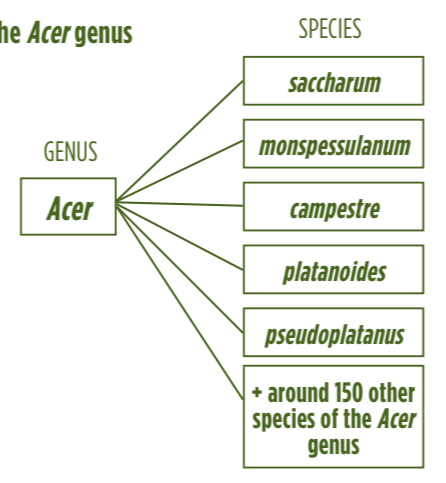 he Acer genus
SPECIES
saccharum
GENUS
monspessulanum
Acer
campestre
platanoides
pseudoplatanus
+ around 150 other
species of the Acer
genus